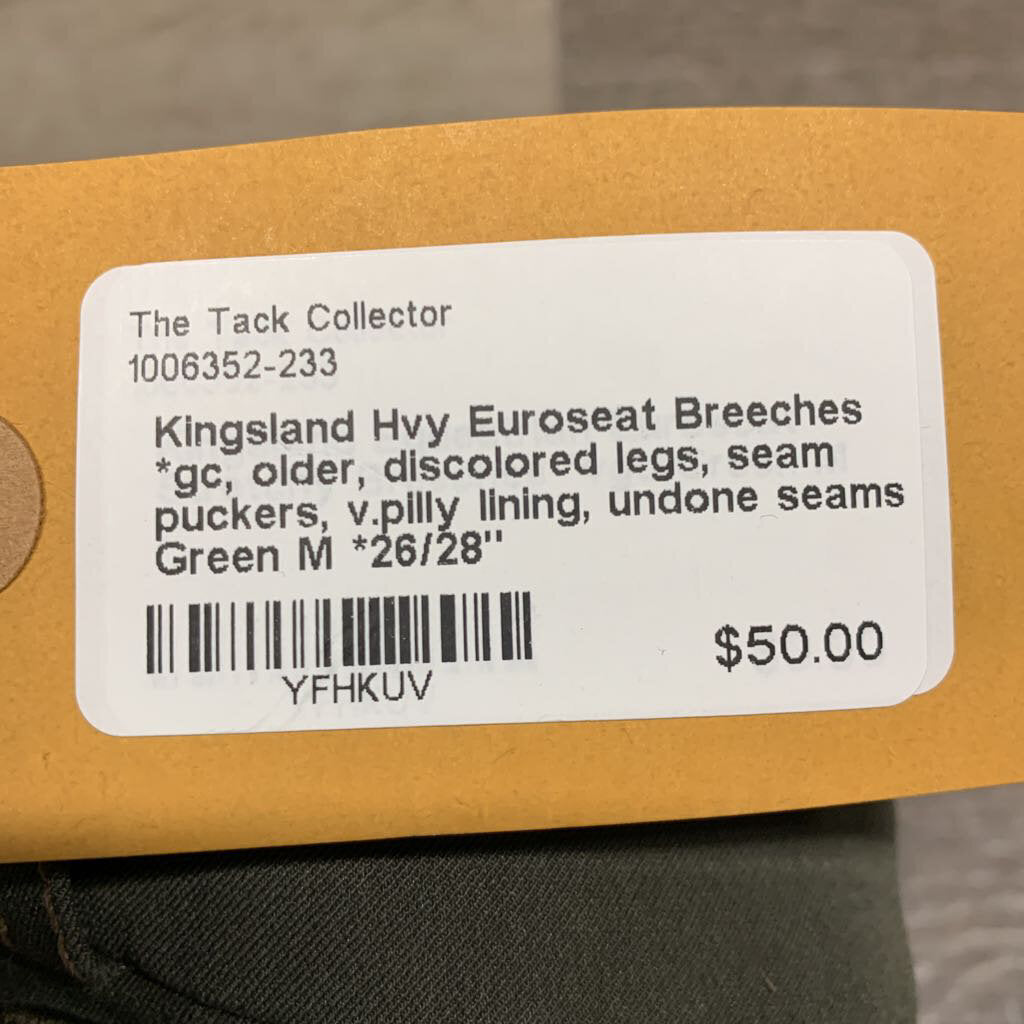 The Tack Collector
1006352-233
Kingsland Hvy Euroseat Breeches
*gc, older, discolored legs, seam
puckers, v.pilly lining, undone seams
Green M *26/28"
YFHKUV
$50.00